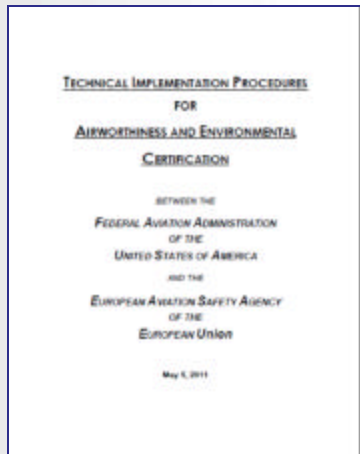 TECHNICAL IMPLEMENTATION PROCEDURES
FOR
AIRWORTHINESS AND ENVIRONMENTAL
CERTIFICATION
BETWEEN THE
FEDERAL AVIATION ADMINISTRATION
OF THE
UNITED STATES OF AMERICA
AND THE
EUROPEAN AVIATION SAFETY AGENCY
OF THE
EUROPEAN Union
May 5, 2011